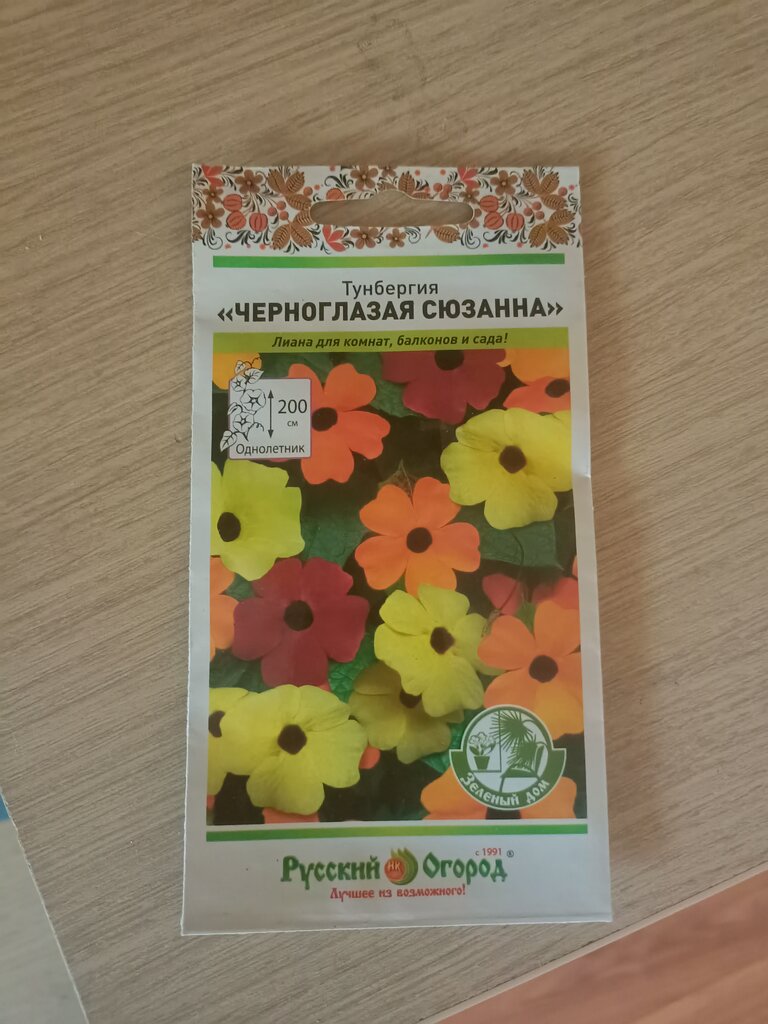 Тунбергия
«ЧЕРНОГЛАЗАЯ СЮЗАННА»
Лиана для комнат, балконов и сада!
200
см
Однолетник
Зеленый дом
с 1991 ®
Русский НК Огород
Лучшее из возможного!